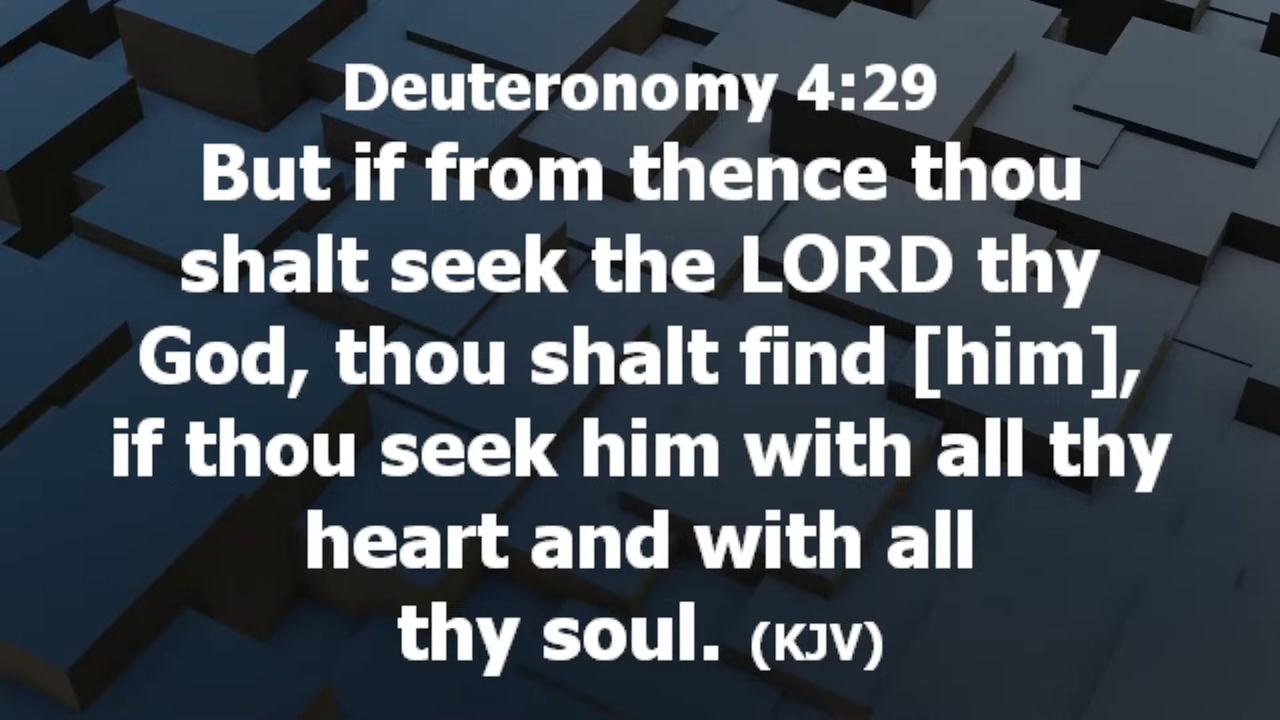 Deuteronomy 4:29
But if from thence thou
shalt seek the LORD thy
God, thou shalt find [him],
if thou seek him with all thy
heart and with all
thy soul. (KJV)